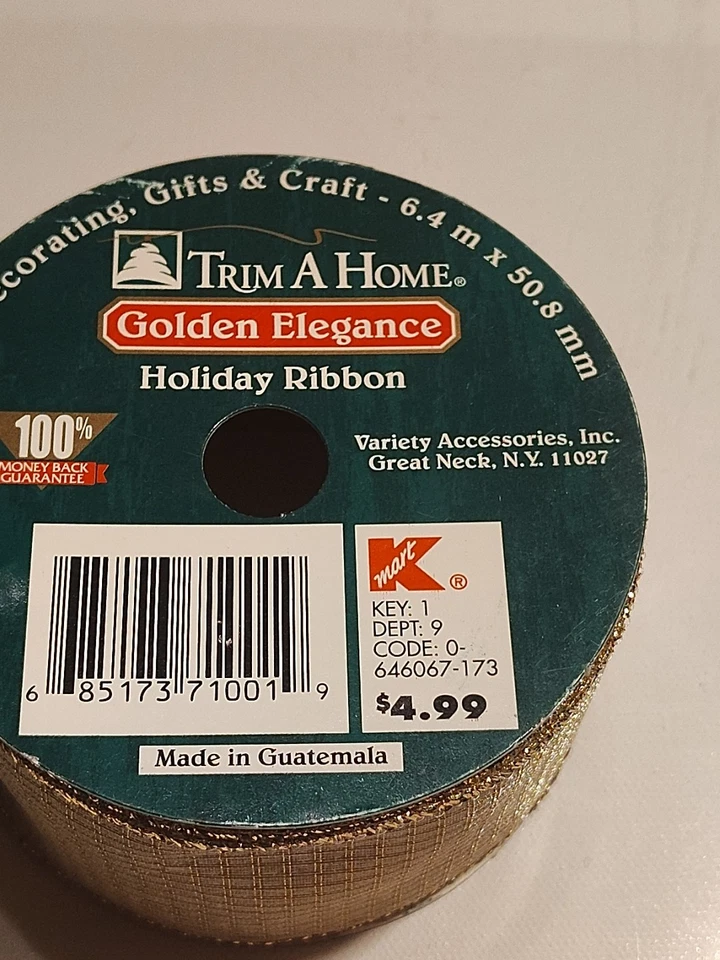 ecorating, Gifts & Craft - 6.4 m x 50.8 mm
TRIM A HOME®
Golden Elegance
Holiday Ribbon
100%
MONEY BACK
GUARANTEE
Variety Accessories, Inc.
Great Neck, N.Y. 11027
Kmart®
KEY: 1
DEPT: 9
CODE: 0-
646067-173
$4.99
6 85173 71001 9
Made in Guatemala